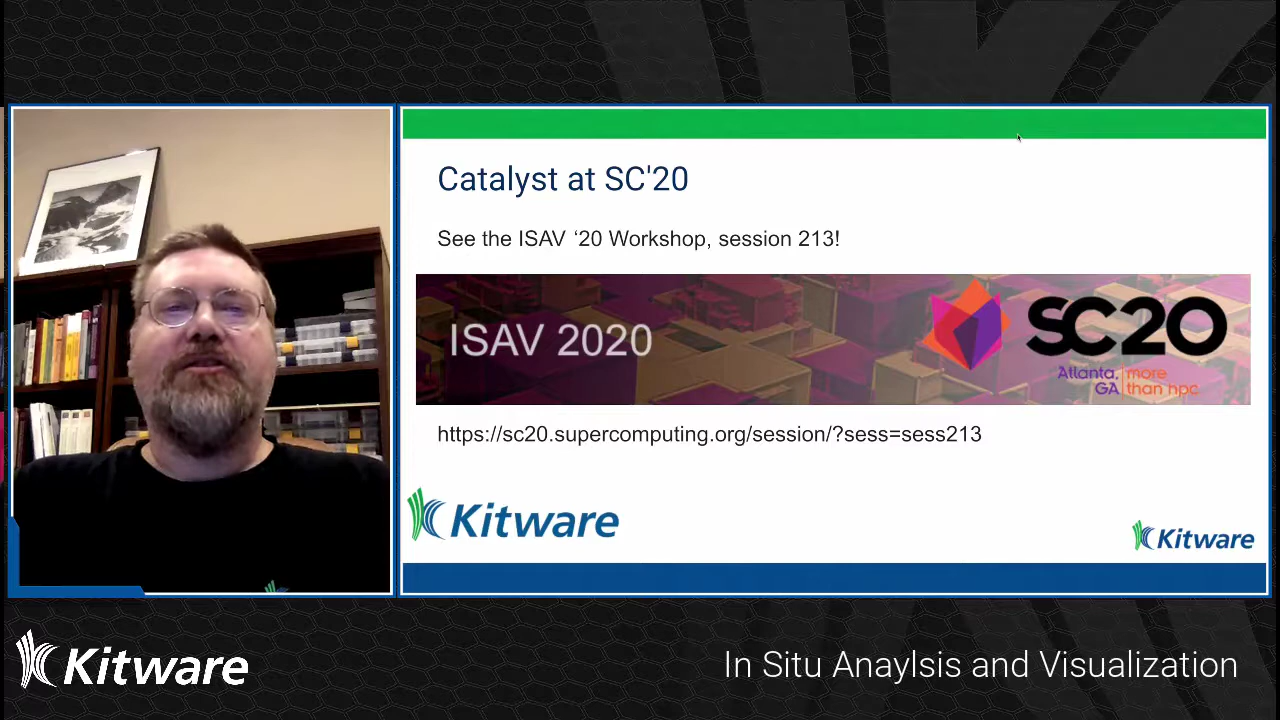 Catalyst at SC'20
See the ISAV ‘20 Workshop, session 213!
ISAV 2020
SC20
Atlanta, GA
more than hpc
https://sc20.supercomputing.org/session/?sess=sess213
Kitware
Kitware
Kitware
In Situ Anaylsis and Visualization